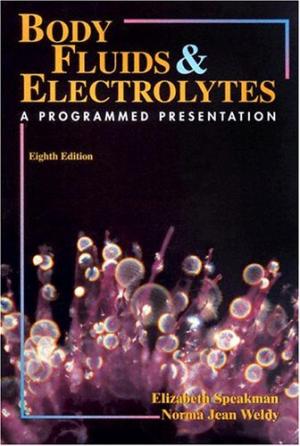 BODY
FLUIDS &
ELECTROLYTES
A PROGRAMMED PRESENTATION
Eighth Edition
Elizabeth Speakman
Norma Jean Weldy